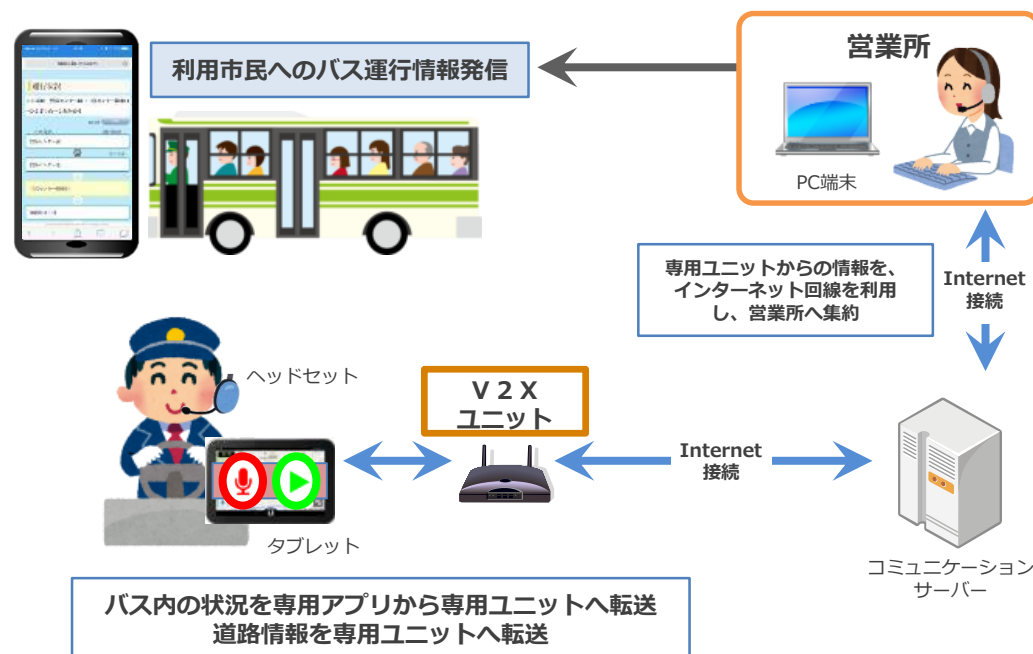 利用市民へのバス運行情報発信
営業所
PC端末
専用ユニットからの情報を、
インターネット回線を利用
し、営業所へ集約
Internet
接続
ヘッドセット
V2X
ユニット
Internet
接続
タブレット
コミュニケーション
サーバー
バス内の状況を専用アプリから専用ユニットへ転送
道路情報を専用ユニットへ転送